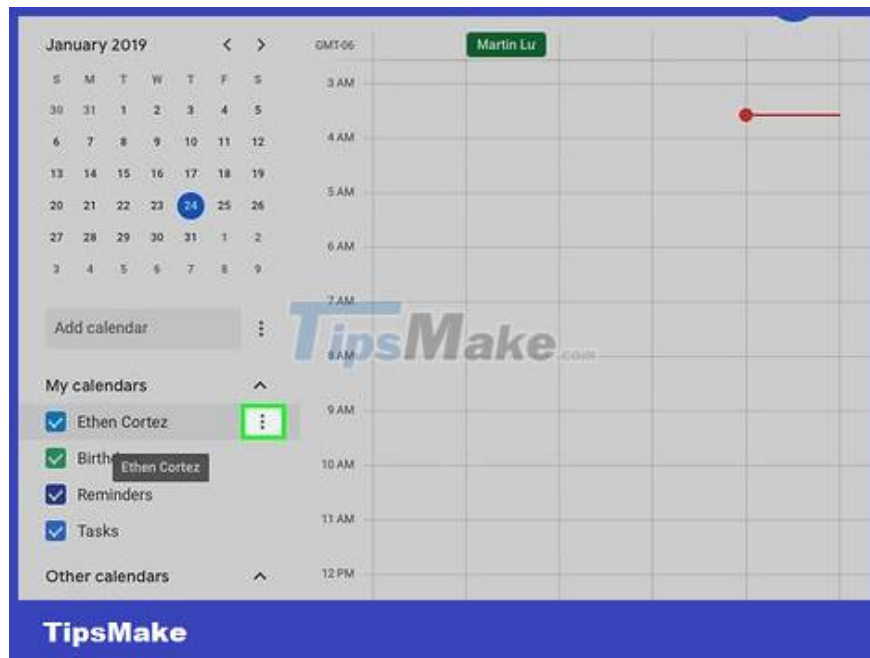 January 2019
GMT-06
Martin Lu
S M T W T F S
30 31 1 2 3 4 5
6 7 8 9 10 11 12
13 14 15 16 17 18 19
20 21 22 23 24 25 26
27 28 29 30 31 1 2
3 4 5 6 7 8 9
Add calendar
My calendars
Ethen Cortez
Birth
Ethen Cortez
Reminders
Tasks
Other calendars
3 AM
4 AM
5 AM
6 AM
7 AM
8 AM
9 AM
10 AM
11 AM
12 PM
TipsMake.com
TipsMake